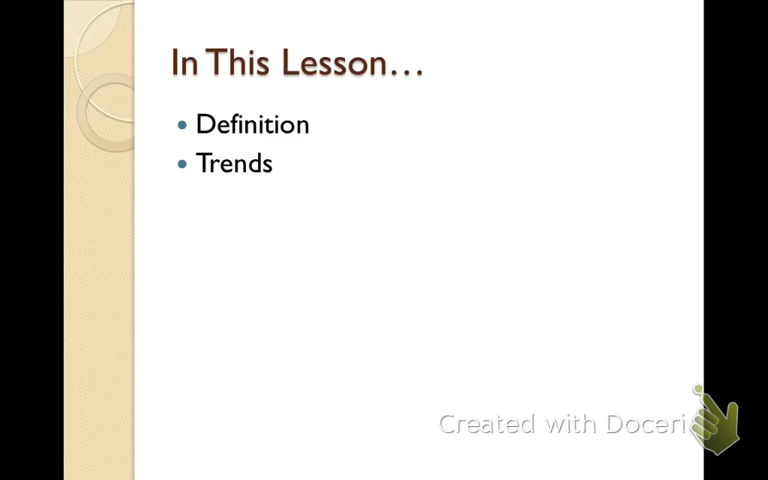 In This Lesson…
Definition
Trends
Created with Doceri